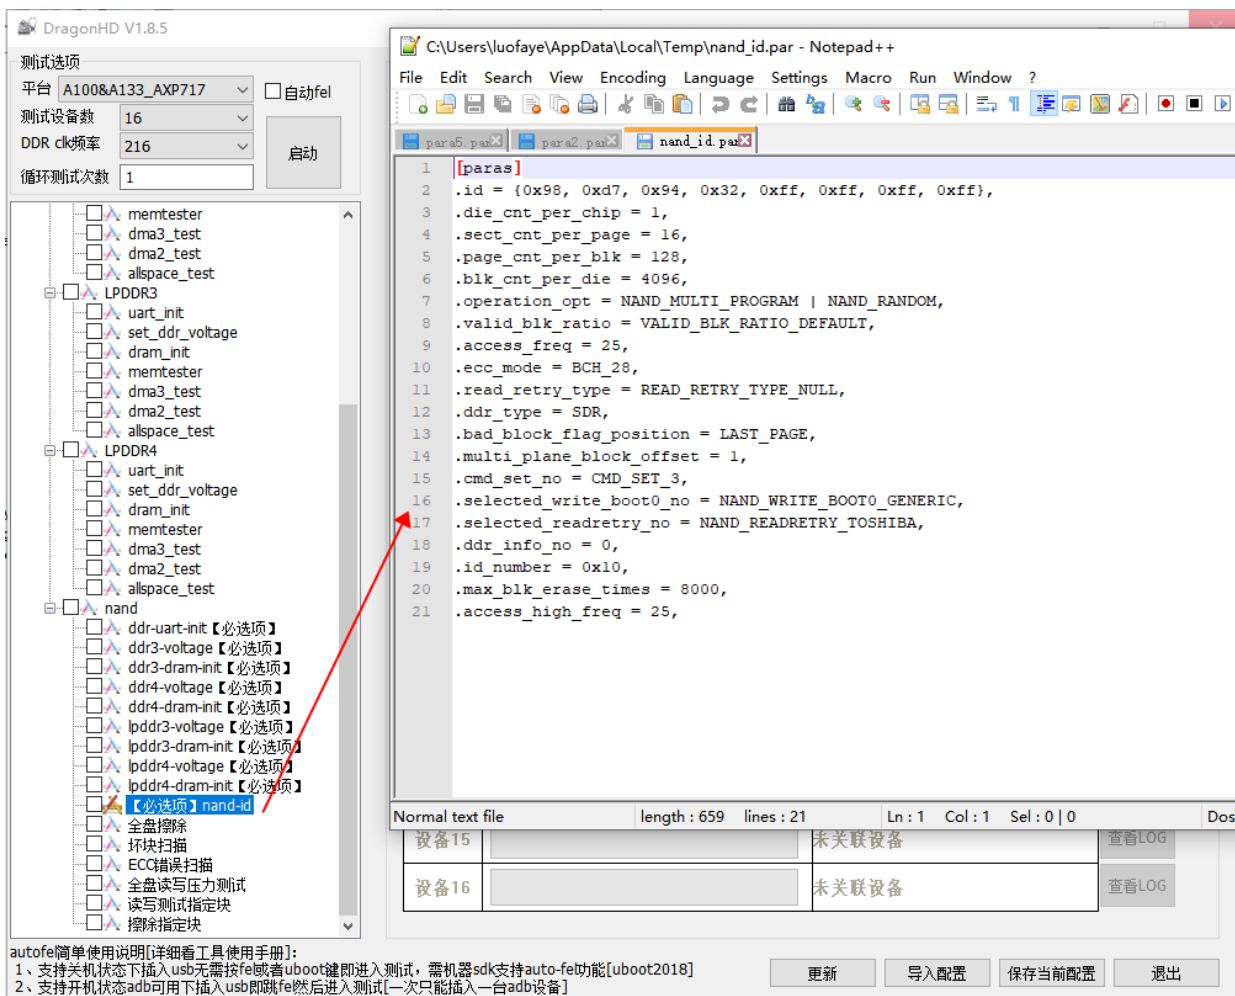 DragonHD V1.8.5
测试选项
平台 A100&A133_AXP717 自动fel
测试设备数 16
DDR clk频率 216
启动
循环测试次数 1
memtester
dma3_test
dma2_test
allspace_test
LPDDR3
uart_init
set_ddr_voltage
dram_init
memtester
dma3_test
dma2_test
allspace_test
LPDDR4
uart_init
set_ddr_voltage
dram_init
memtester
dma3_test
dma2_test
allspace_test
nand
ddr-uart-init【必选项】
ddr3-voltage【必选项】
ddr3-dram-init【必选项】
ddr4-voltage【必选项】
ddr4-dram-init【必选项】
lpddr3-voltage【必选项】
lpddr3-dram-init【必选项】
lpddr4-voltage【必选项】
lpddr4-dram-init【必选项】
【必选项】nand-id
全盘擦除
坏块扫描
ECC错误扫描
全盘读写压力测试
读写测试指定块
擦除指定块
C:\Users\luofaye\AppData\Local\Temp\nand_id.par - Notepad++
File Edit Search View Encoding Language Settings Macro Run Window ?
para5.par para2.par nand_id.par
1 [paras]
2 .id = {0x98, 0xd7, 0x94, 0x32, 0xff, 0xff, 0xff, 0xff},
3 .die_cnt_per_chip = 1,
4 .sect_cnt_per_page = 16,
5 .page_cnt_per_blk = 128,
6 .blk_cnt_per_die = 4096,
7 .operation_opt = NAND_MULTI_PROGRAM | NAND_RANDOM,
8 .valid_blk_ratio = VALID_BLK_RATIO_DEFAULT,
9 .access_freq = 25,
10 .ecc_mode = BCH_28,
11 .read_retry_type = READ_RETRY_TYPE_NULL,
12 .ddr_type = SDR,
13 .bad_block_flag_position = LAST_PAGE,
14 .multi_plane_block_offset = 1,
15 .cmd_set_no = CMD_SET_3,
16 .selected_write_boot0_no = NAND_WRITE_BOOT0_GENERIC,
17 .selected_readretry_no = NAND_READRETRY_TOSHIBA,
18 .ddr_info_no = 0,
19 .id_number = 0x10,
20 .max_blk_erase_times = 8000,
21 .access_high_freq = 25,
Normal text file length : 659 lines : 21 Ln : 1 Col : 1 Sel : 0 | 0 Dos
设备15 未关联设备 查看LOG
设备16 未关联设备 查看LOG
autofel简单使用说明[详细看工具使用手册]:
1、支持关机状态下插入usb无需按fel或者uboot键即进入测试，需机器sdk支持auto-fel功能[uboot2018]
2、支持开机状态adb可用下插入usb即跳fel然后进入测试[一次只能插入一台adb设备]
更新 导入配置 保存当前配置 退出